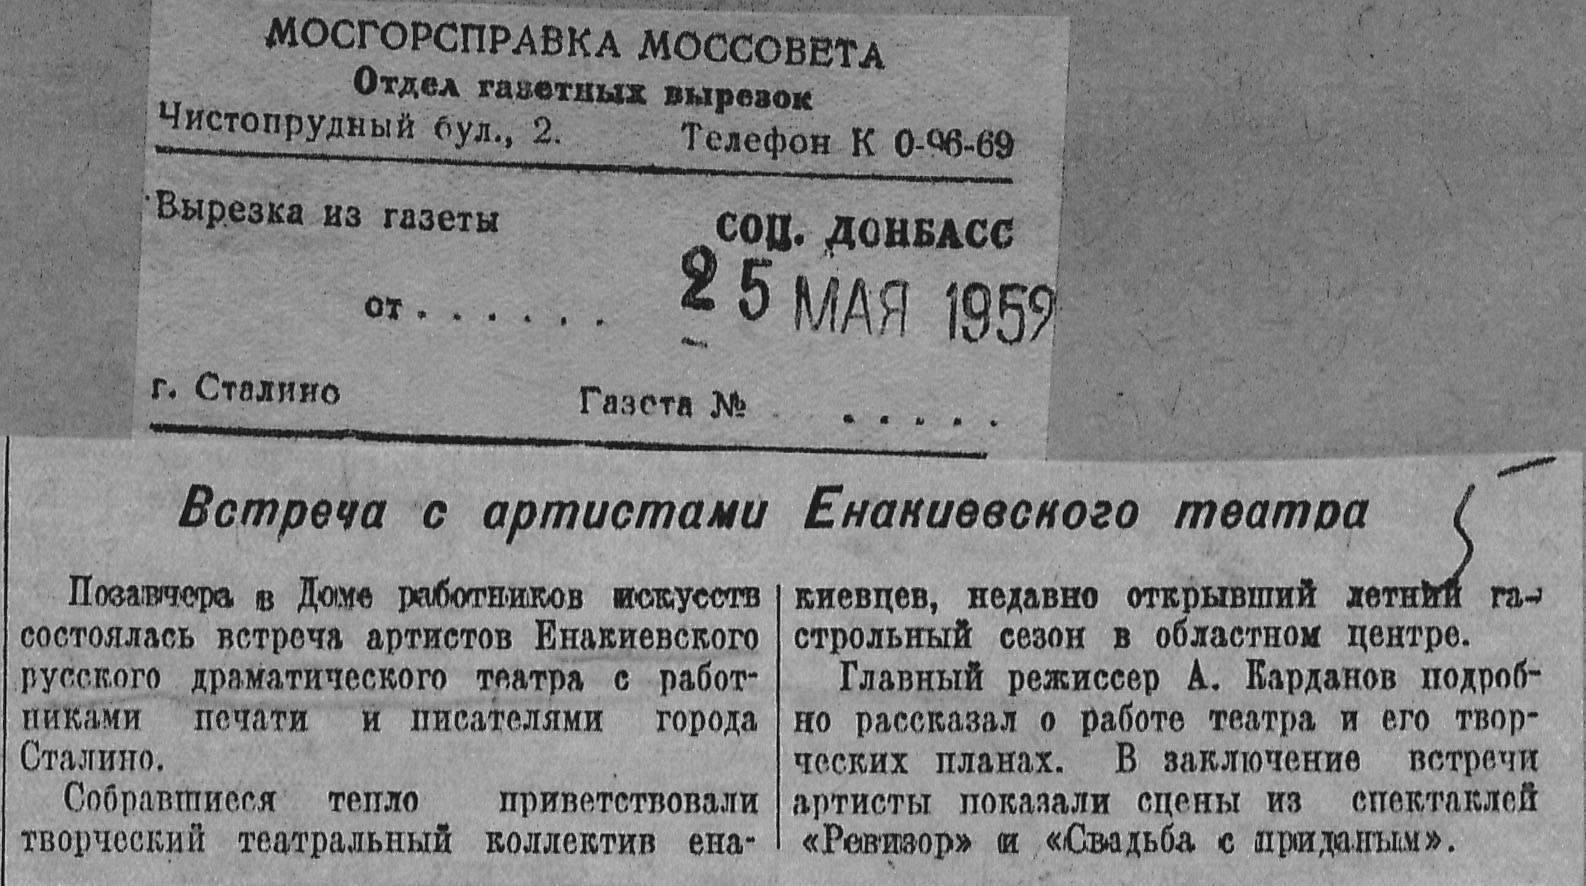 МОСГОРСПРАВКА МОССОВЕТА
Отдел газетных вырезок
Чистопрудный бул., 2. Телефон К 0-96-69
Вырезка из газеты СОЦ. ДОНБАСС
от . . . . . . 25 МАЯ 1959
г. Сталино Газета № . . . . .
Встреча с артистами Енакиевского театра
Позавчера в Доме работников искусств
состоялась встреча артистов Енакиевского
русского драматического театра с работ-
никами печати и писателями города
Сталино.
Собравшиеся тепло приветствовали
творческий театральный коллектив ена-
киевцев, недавно открывший летний га-
строльный сезон в областном центре.
Главный режиссер А. Карданов подроб-
но рассказал о работе театра и его твор-
ческих планах. В заключение встречи
артисты показали сцены из спектаклей
«Ревизор» и «Свадьба с приданым».